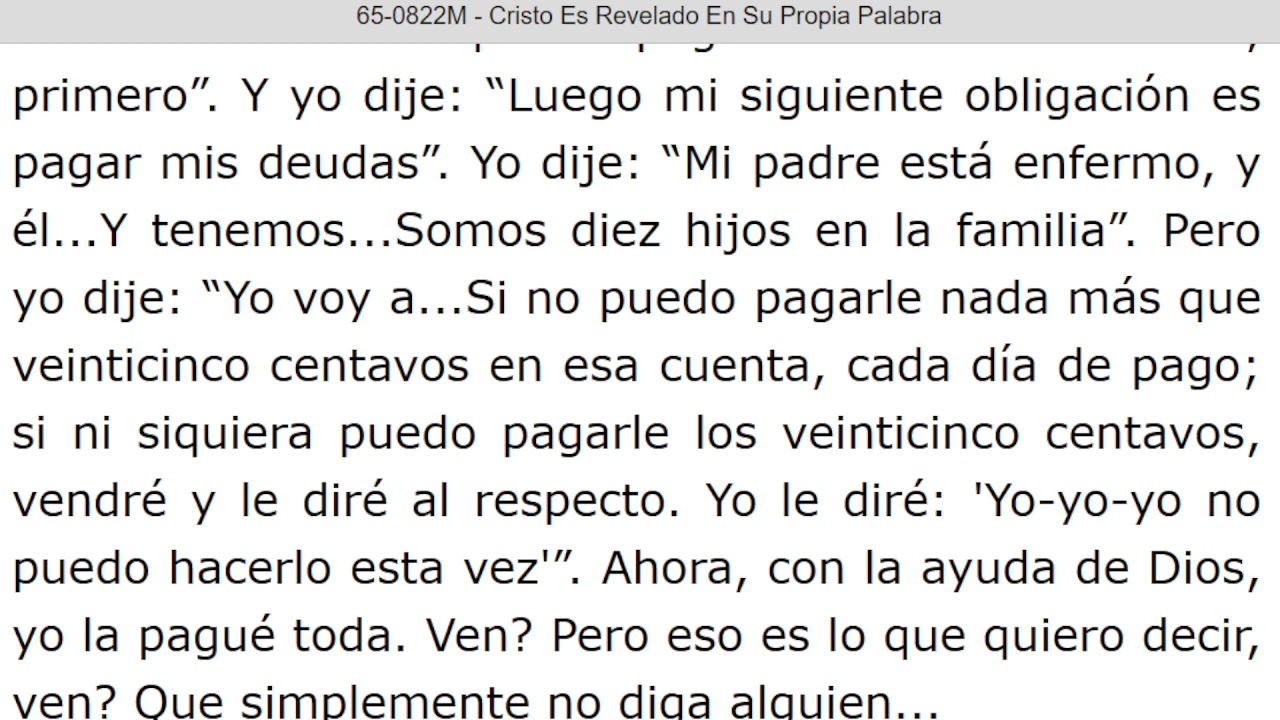 65-0822M - Cristo Es Revelado En Su Propia Palabra
primero”. Y yo dije: “Luego mi siguiente obligación es
pagar mis deudas”. Yo dije: “Mi padre está enfermo, y
él...Y tenemos...Somos diez hijos en la familia”. Pero
yo dije: “Yo voy a...Si no puedo pagarle nada más que
veinticinco centavos en esa cuenta, cada día de pago;
si ni siquiera puedo pagarle los veinticinco centavos,
vendré y le diré al respecto. Yo le diré: 'Yo-yo-yo no
puedo hacerlo esta vez'”. Ahora, con la ayuda de Dios,
yo la pagué toda. Ven? Pero eso es lo que quiero decir,
ven? Que simplemente no diga alguien...